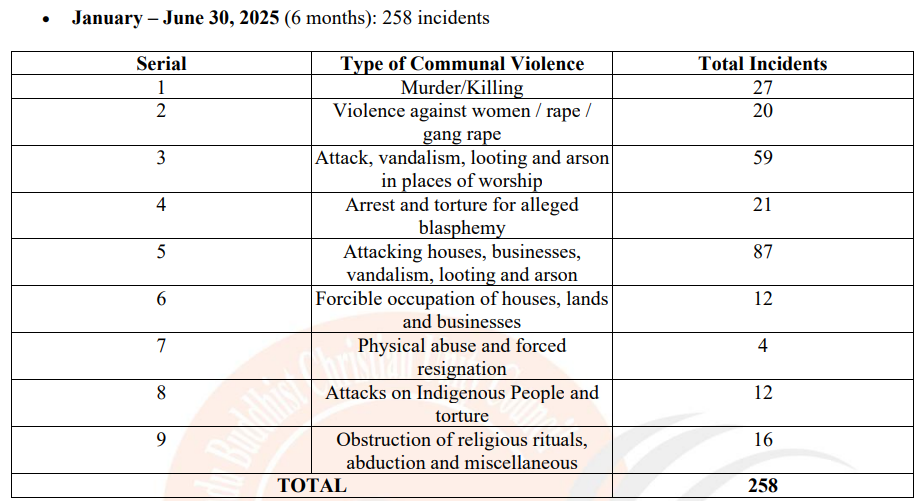 • January – June 30, 2025 (6 months): 258 incidents
Serial Type of Communal Violence Total Incidents
1 Murder/Killing 27
2 Violence against women / rape / 20
gang rape
3 Attack, vandalism, looting and arson 59
in places of worship
4 Arrest and torture for alleged 21
blasphemy
5 Attacking houses, businesses, 87
vandalism, looting and arson
6 Forcible occupation of houses, lands 12
and businesses
7 Physical abuse and forced 4
resignation
8 Attacks on Indigenous People and 12
torture
9 Obstruction of religious rituals, 16
abduction and miscellaneous
TOTAL 258
Buddhist Christian